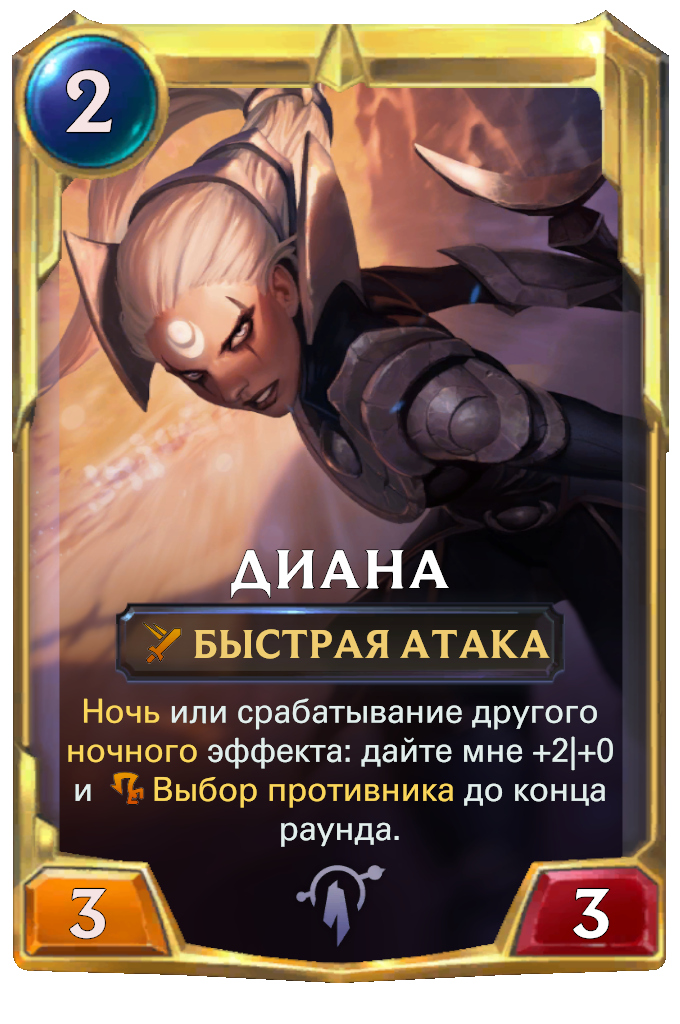 2
ДИАНА
БЫСТРАЯ АТАКА
Ночь или срабатывание другого
ночного эффекта: дайте мне +2|+0
и Выбор противника до конца
раунда.
3
3